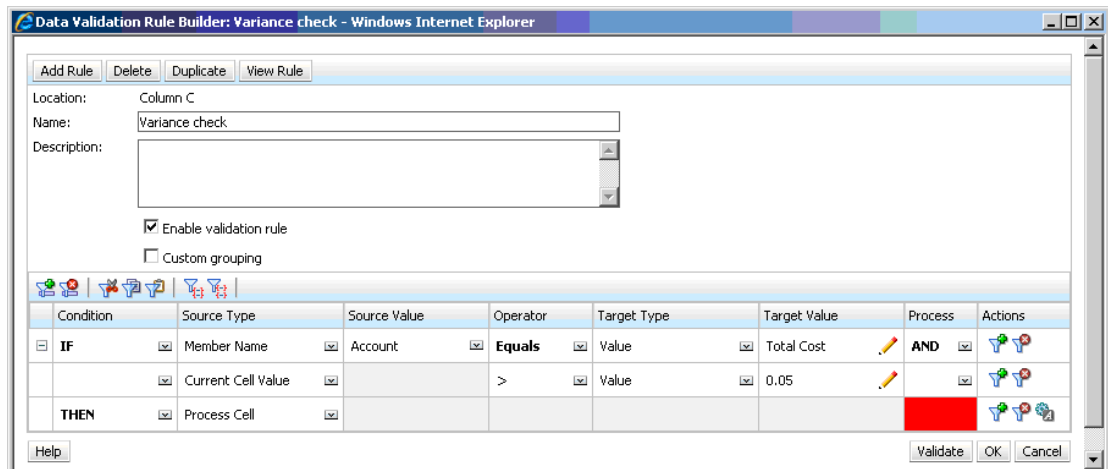 Data Validation Rule Builder: Variance check - Windows Internet Explorer
Add Rule Delete Duplicate View Rule
Location: Column C
Name: Variance check
Description:
Enable validation rule
Custom grouping
Condition Source Type Source Value Operator Target Type Target Value Process Actions
IF Member Name Account Equals Value Total Cost AND
Current Cell Value > Value 0.05
THEN Process Cell
Help Validate OK Cancel